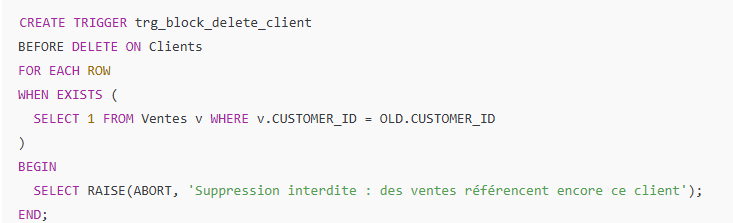 CREATE TRIGGER trg_block_delete_client
BEFORE DELETE ON Clients
FOR EACH ROW
WHEN EXISTS (
  SELECT 1 FROM Ventes v WHERE v.CUSTOMER_ID = OLD.CUSTOMER_ID
)
BEGIN
  SELECT RAISE(ABORT, 'Suppression interdite : des ventes référencent encore ce client');
END;